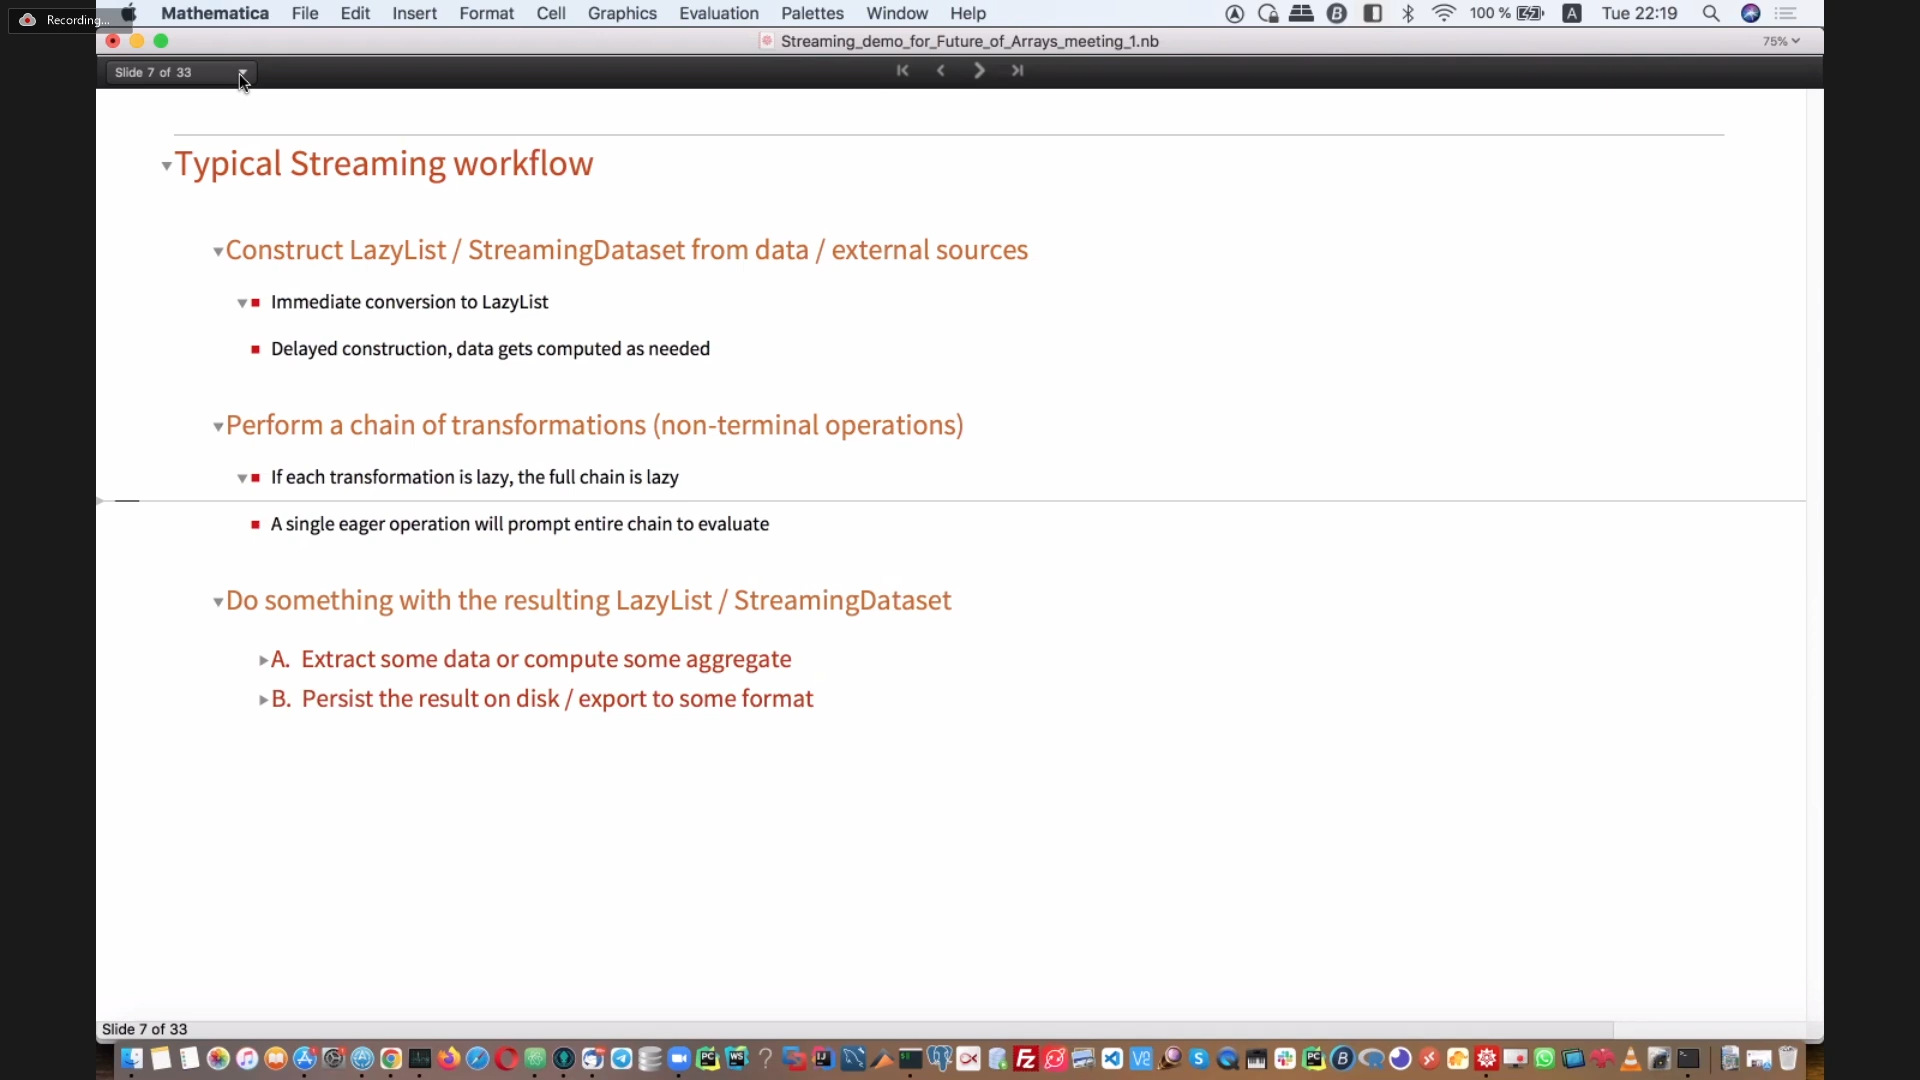 Recording...
Mathematica File Edit Insert Format Cell Graphics Evaluation Palettes Window Help 100 % A Tue 22:19
Streaming_demo_for_Future_of_Arrays_meeting_1.nb 75%
Slide 7 of 33
Typical Streaming workflow
Construct LazyList / StreamingDataset from data / external sources
Immediate conversion to LazyList
Delayed construction, data gets computed as needed
Perform a chain of transformations (non-terminal operations)
If each transformation is lazy, the full chain is lazy
A single eager operation will prompt entire chain to evaluate
Do something with the resulting LazyList / StreamingDataset
A. Extract some data or compute some aggregate
B. Persist the result on disk / export to some format
Slide 7 of 33